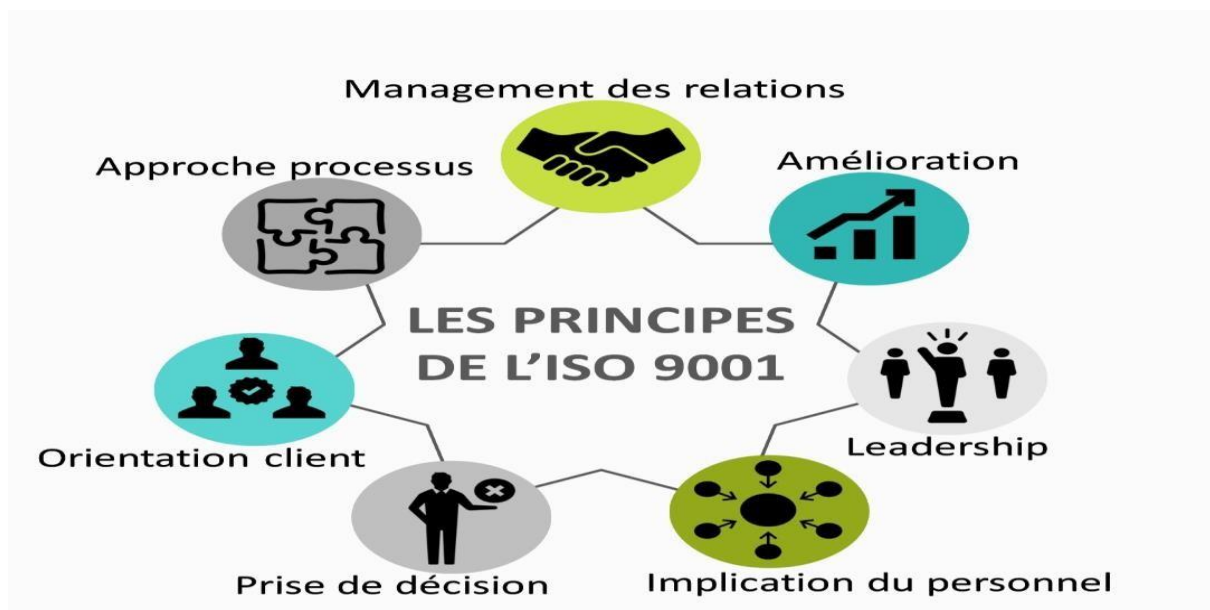 Management des relations
Approche processus
Amélioration
LES PRINCIPES
DE L’ISO 9001
Leadership
Orientation client
Prise de décision
Implication du personnel